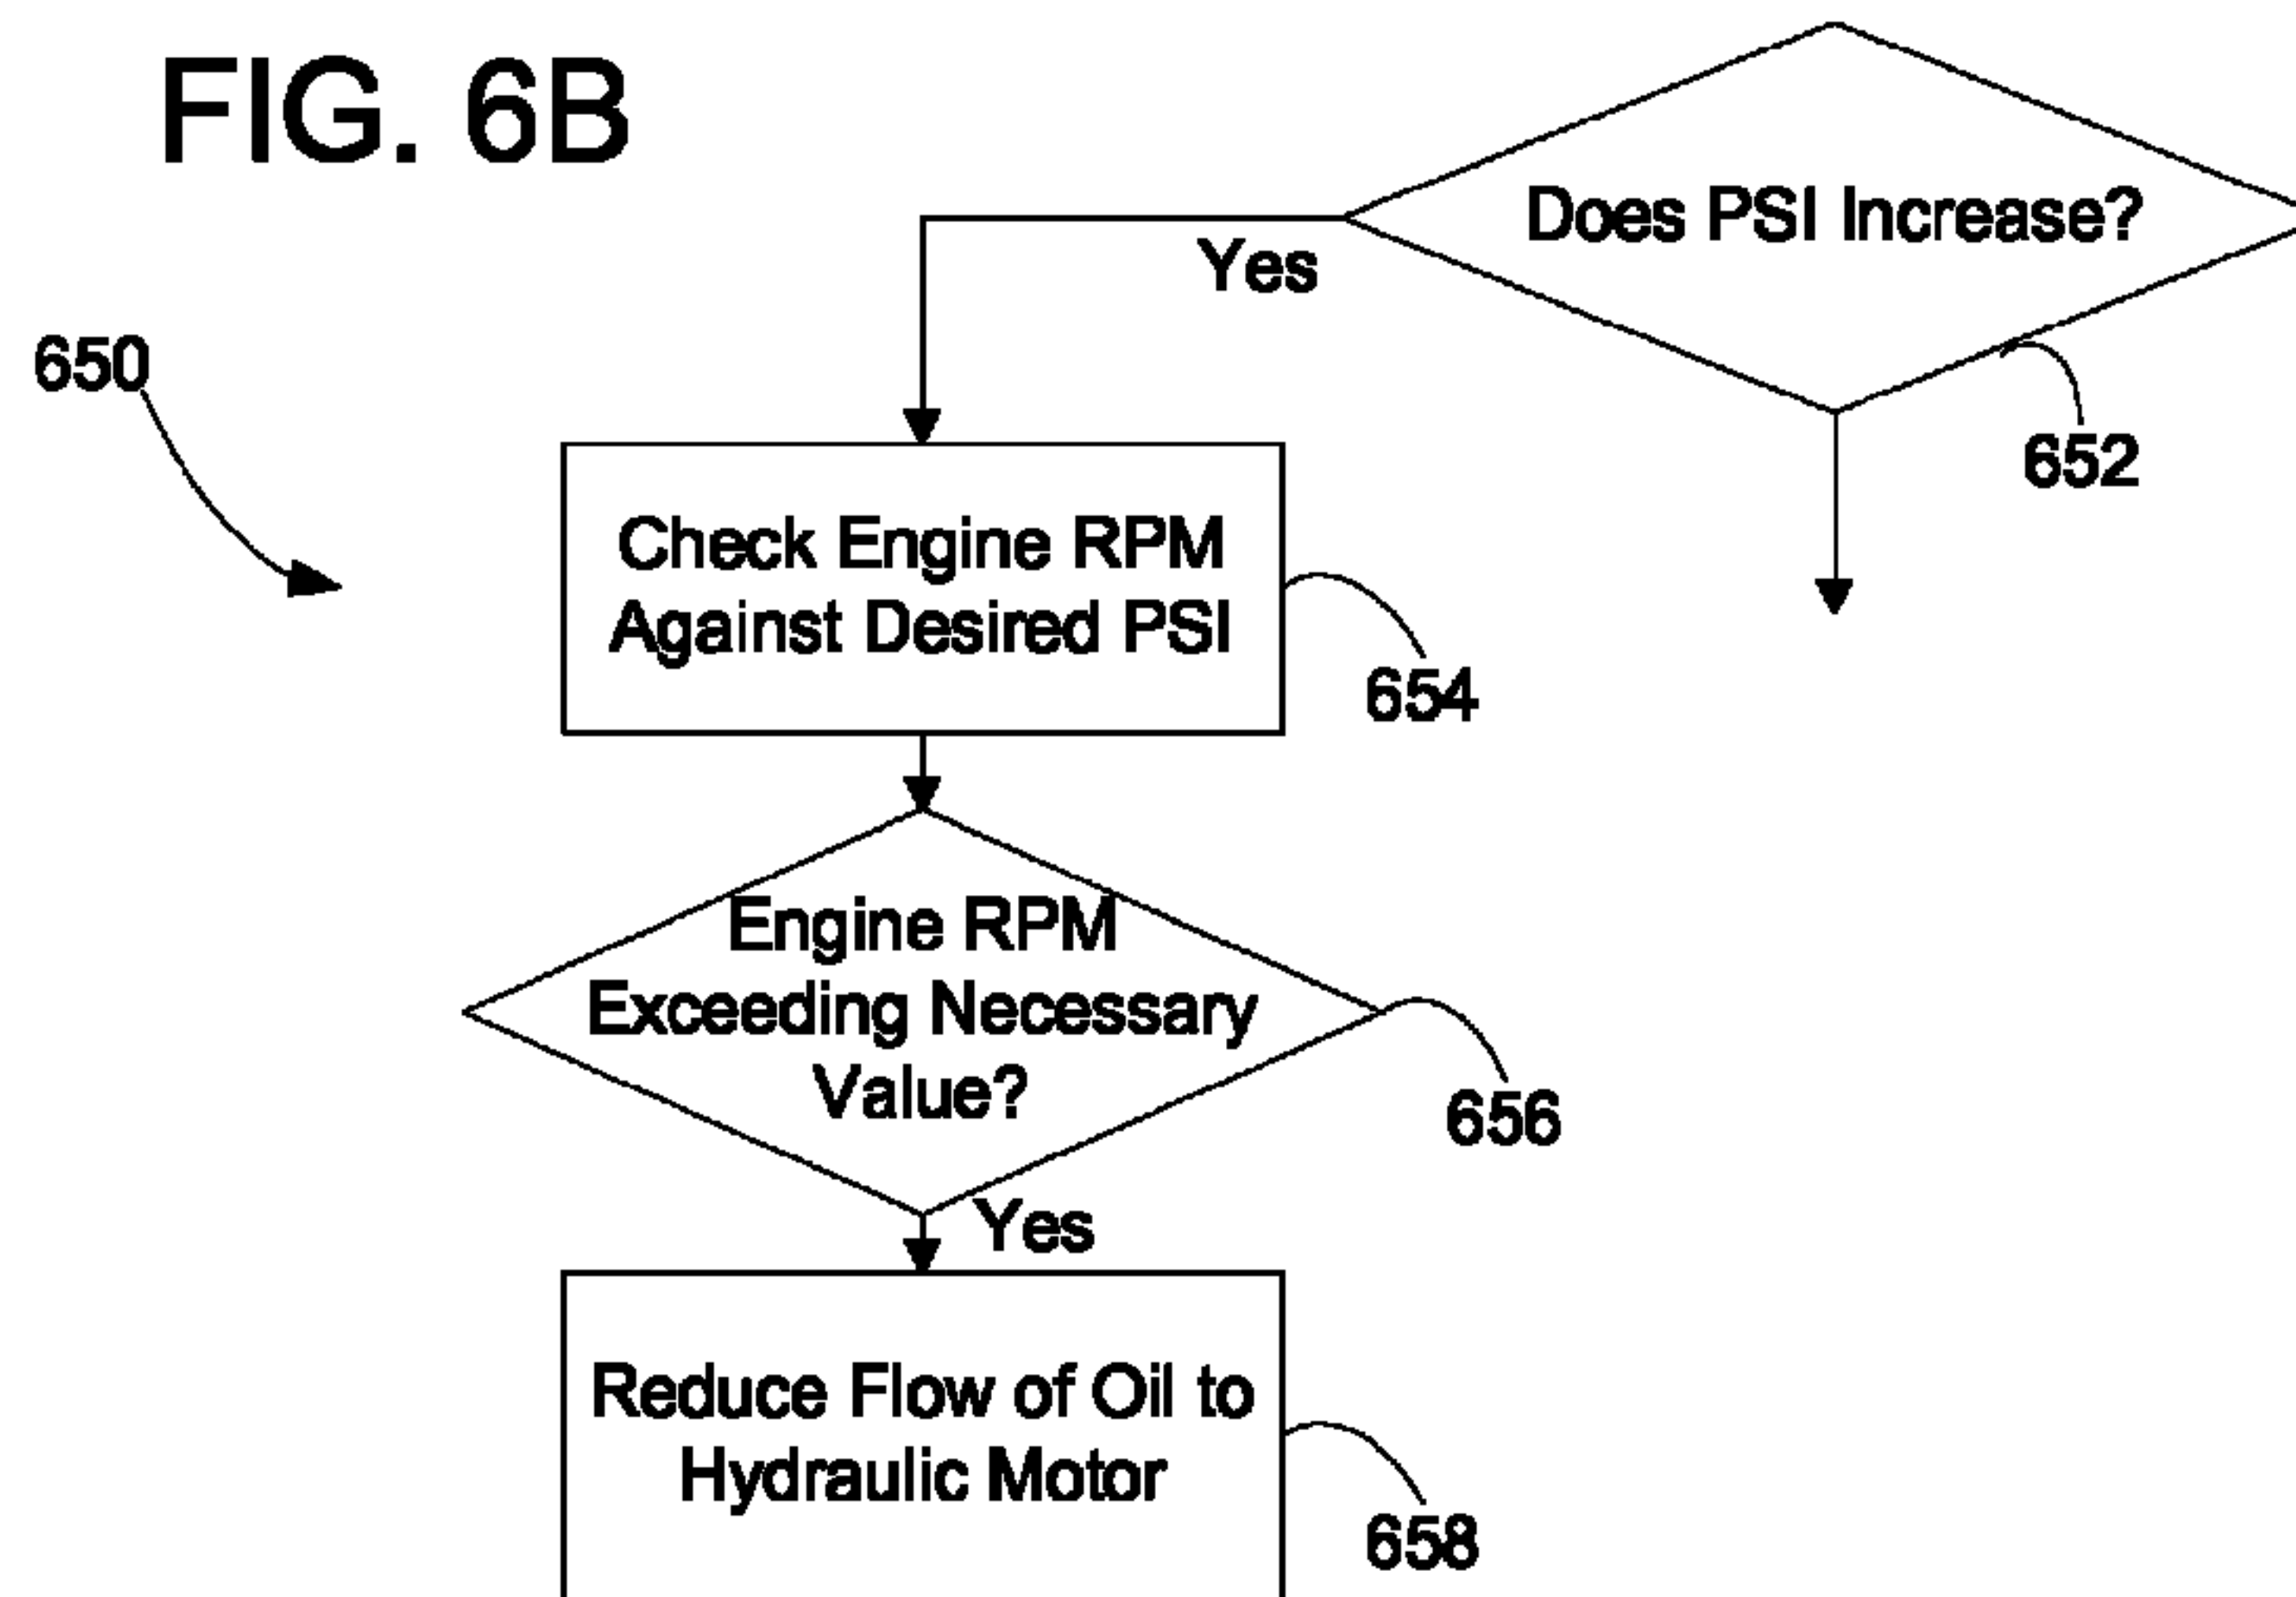 FIG. 6B
Does PSI Increase?
Yes
650
652
Check Engine RPM
Against Desired PSI
654
Engine RPM
Exceeding Necessary
Value?
656
Yes
Reduce Flow of Oil to
Hydraulic Motor
658